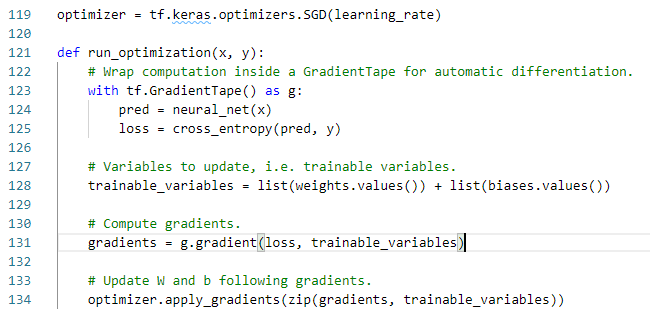 119 optimizer = tf.keras.optimizers.SGD(learning_rate)
120
121 def run_optimization(x, y):
122     # Wrap computation inside a GradientTape for automatic differentiation.
123     with tf.GradientTape() as g:
124         pred = neural_net(x)
125         loss = cross_entropy(pred, y)
126
127     # Variables to update, i.e. trainable variables.
128     trainable_variables = list(weights.values()) + list(biases.values())
129
130     # Compute gradients.
131     gradients = g.gradient(loss, trainable_variables)
132
133     # Update W and b following gradients.
134     optimizer.apply_gradients(zip(gradients, trainable_variables))